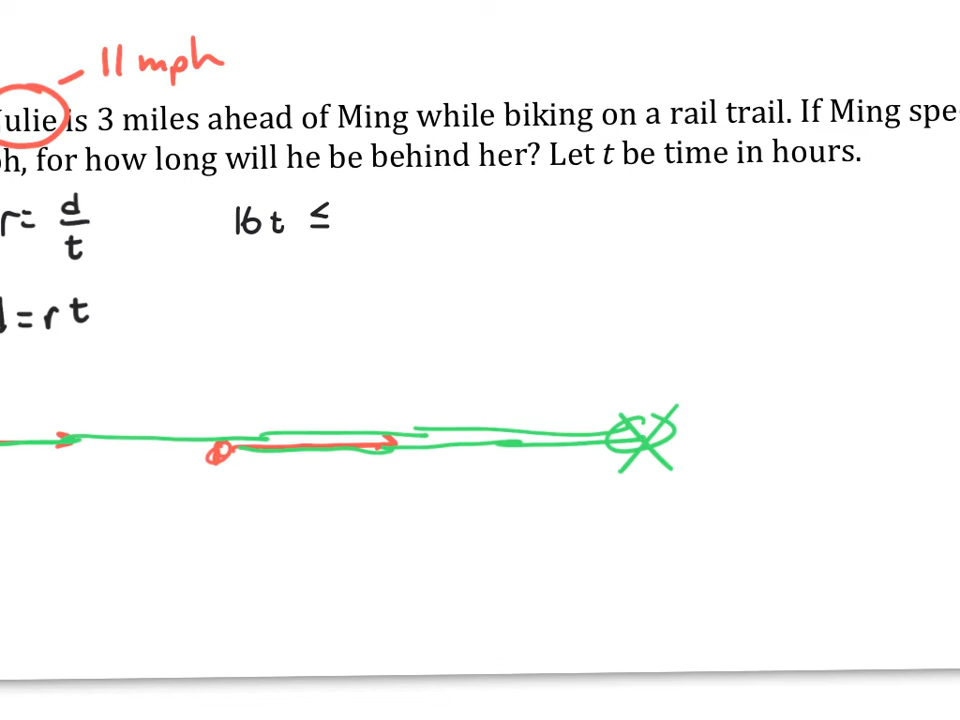 11 mph
Julie is 3 miles ahead of Ming while biking on a rail trail. If Ming spe
ph, for how long will he be behind her? Let t be time in hours.
r = d/t
16t ≤
d = r t